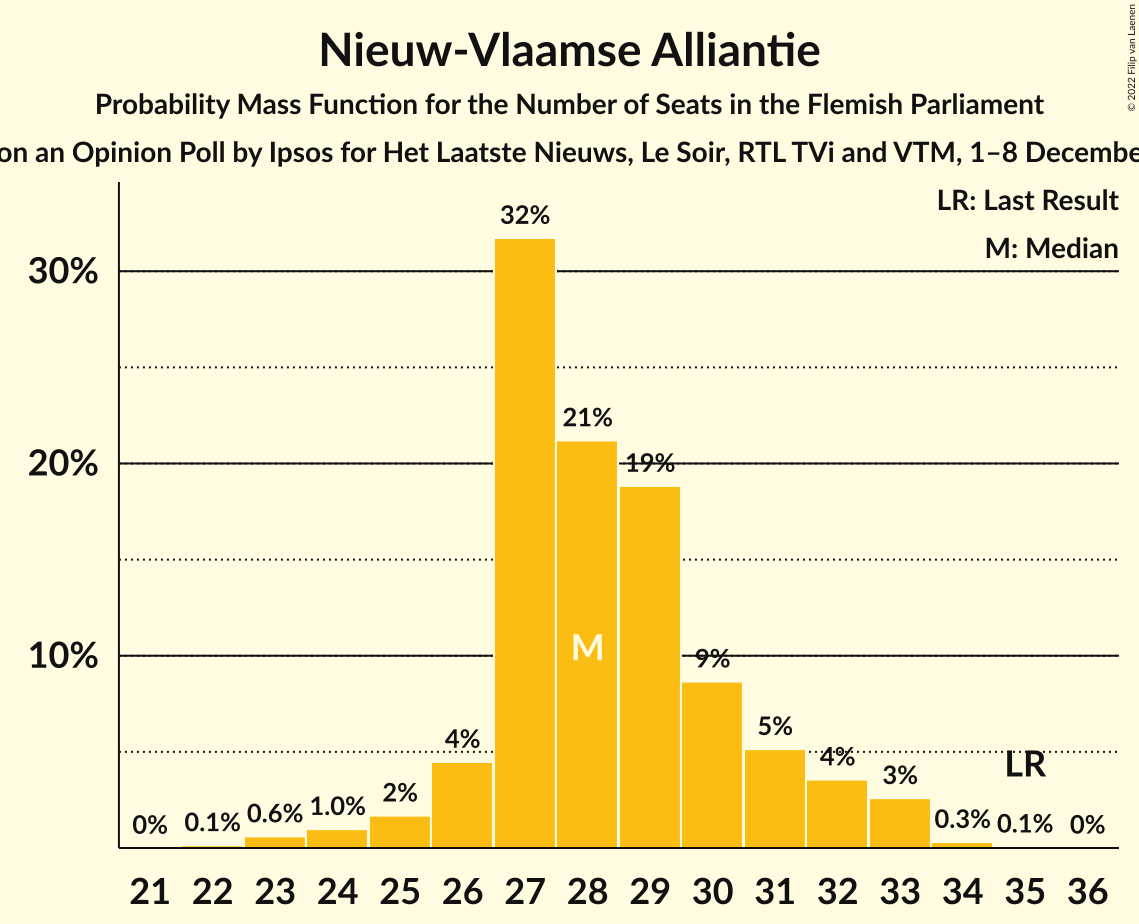 Nieuw-Vlaamse Alliantie
Probability Mass Function for the Number of Seats in the Flemish Parliament
on an Opinion Poll by Ipsos for Het Laatste Nieuws, Le Soir, RTL TVi and VTM, 1–8
© 2022 Filip van Laenen
LR: Last Result
M: Median
32%
30%
21%
20%
19%
M
10%
9%
5%
4%
4%
LR
3%
2%
1.0%
0.6%
0.3%
0.1%
0.1%
0%
0%
21 22 23 24 25 26 27 28 29 30 31 32 33 34 35 36